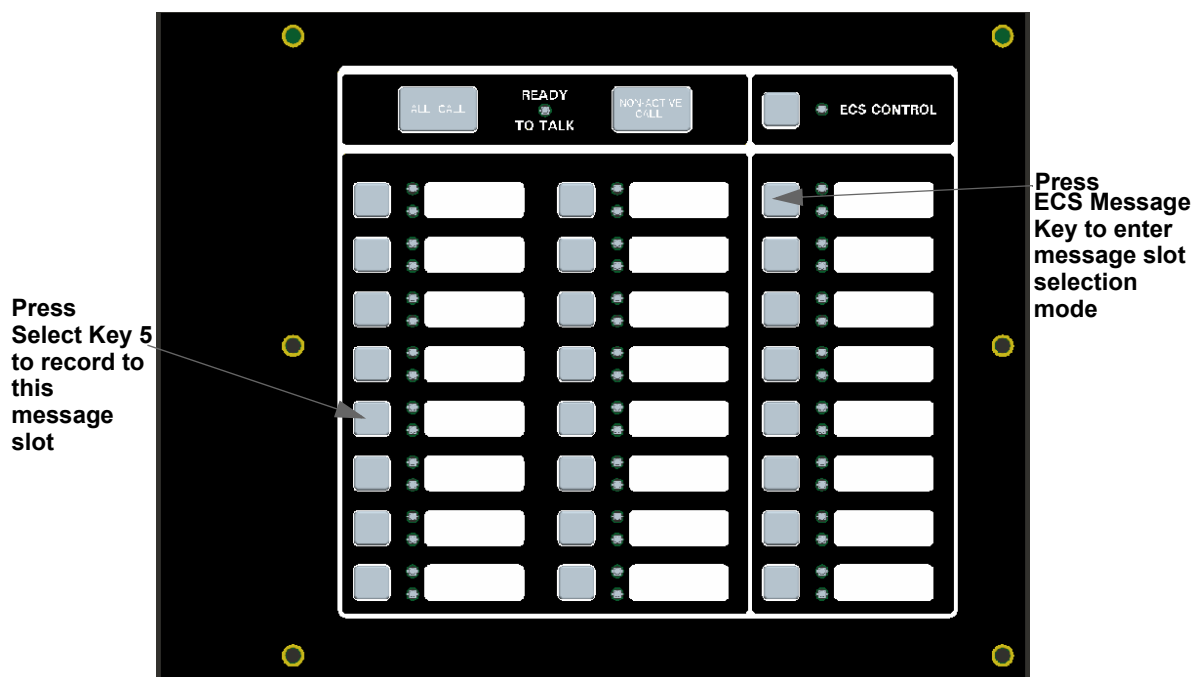 READY
TO TALK
ALL CALL
NON-ACTIVE
CALL
ECS CONTROL
Press
ECS Message
Key to enter
message slot
selection
mode
Press
Select Key 5
to record to
this
message
slot